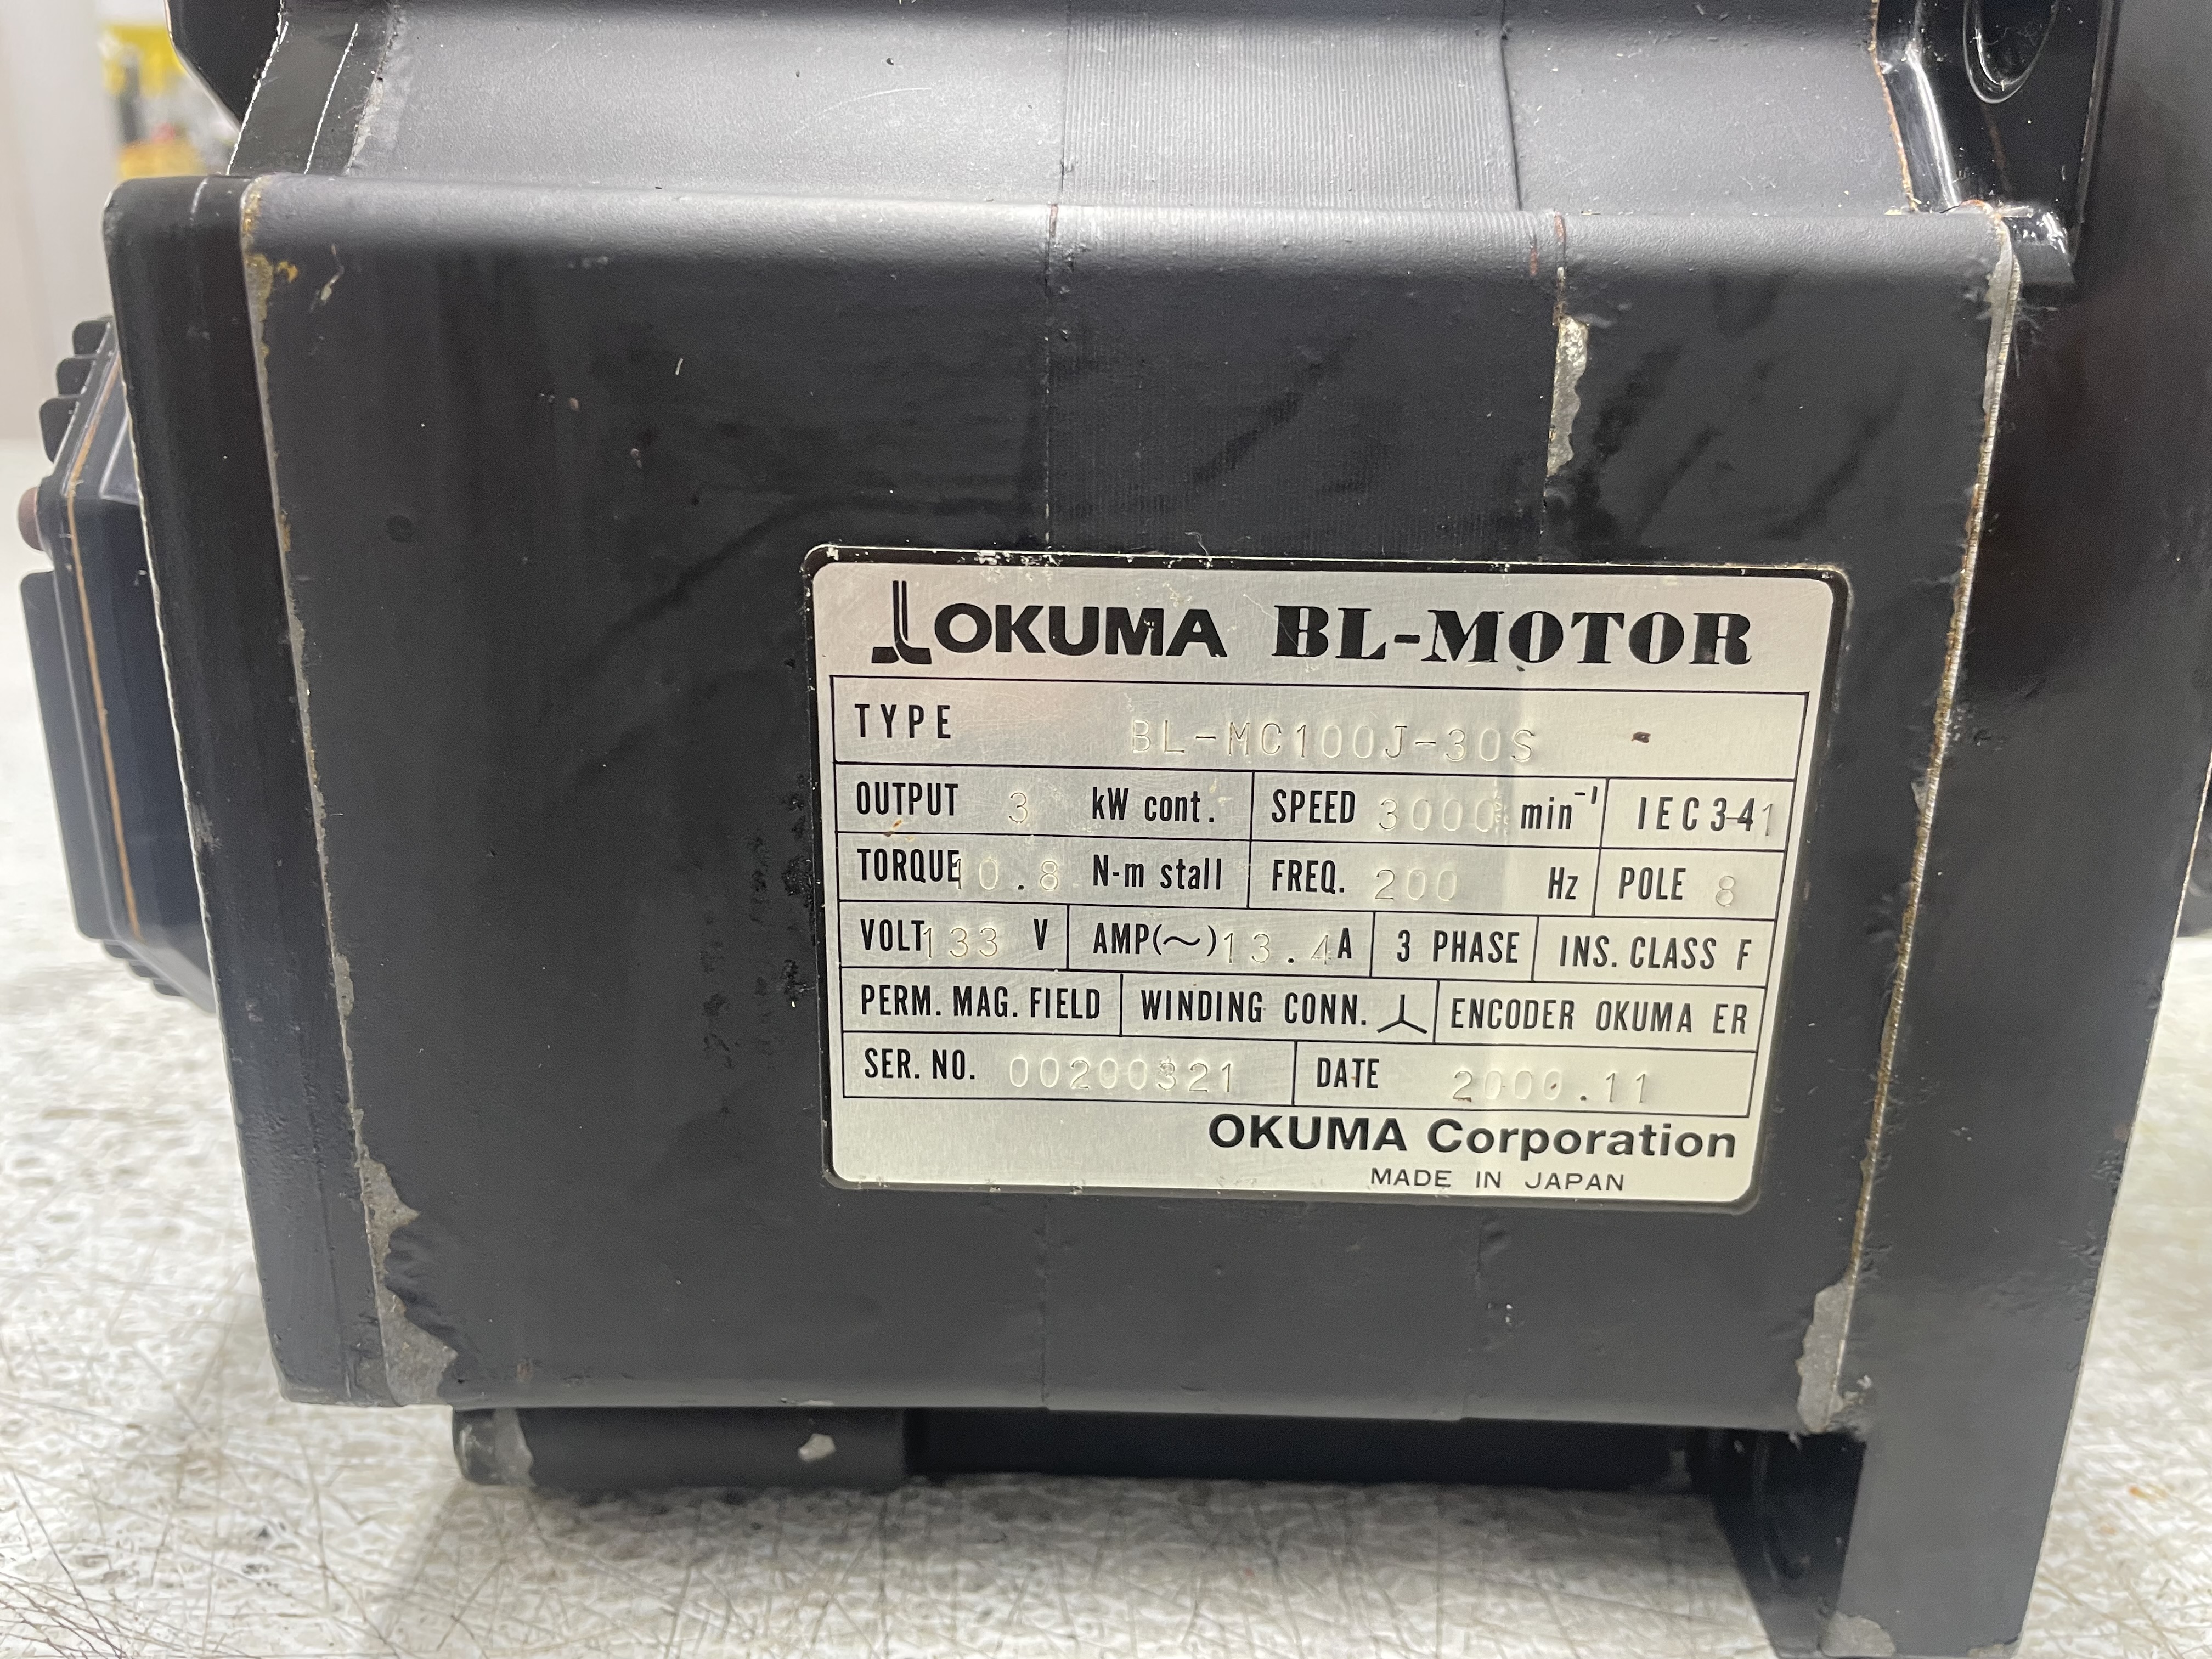 OKUMA BL-MOTOR
TYPE BL-MC100J-30S
OUTPUT 3 kW cont. SPEED 3000 min⁻¹ IEC34-1
TORQUE 10.8 N-m stall FREQ. 200 Hz POLE 8
VOLT 133 V AMP(~) 13.4 A 3 PHASE INS. CLASS F
PERM. MAG. FIELD WINDING CONN. ENCODER OKUMA ER
SER. NO. 00200321 DATE 2000.11
OKUMA Corporation
MADE IN JAPAN